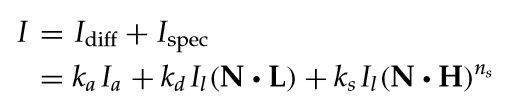 I = I_diff + I_spec
= k_a I_a + k_d I_l (N • L) + k_s I_l (N • H)^{n_s}